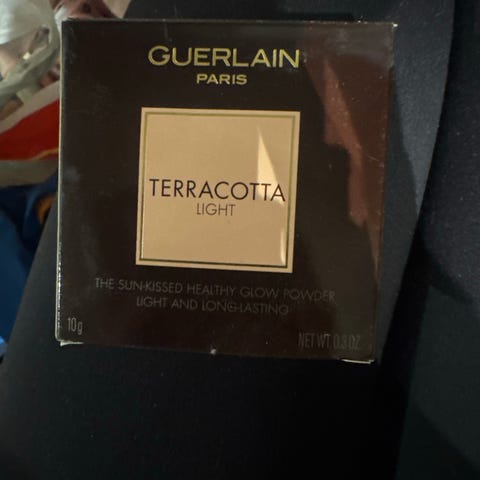 GUERLAIN
PARIS
TERRACOTTA
LIGHT
THE SUN-KISSED HEALTHY GLOW POWDER
LIGHT AND LONG-LASTING
10g
NET WT. 0.3 OZ.